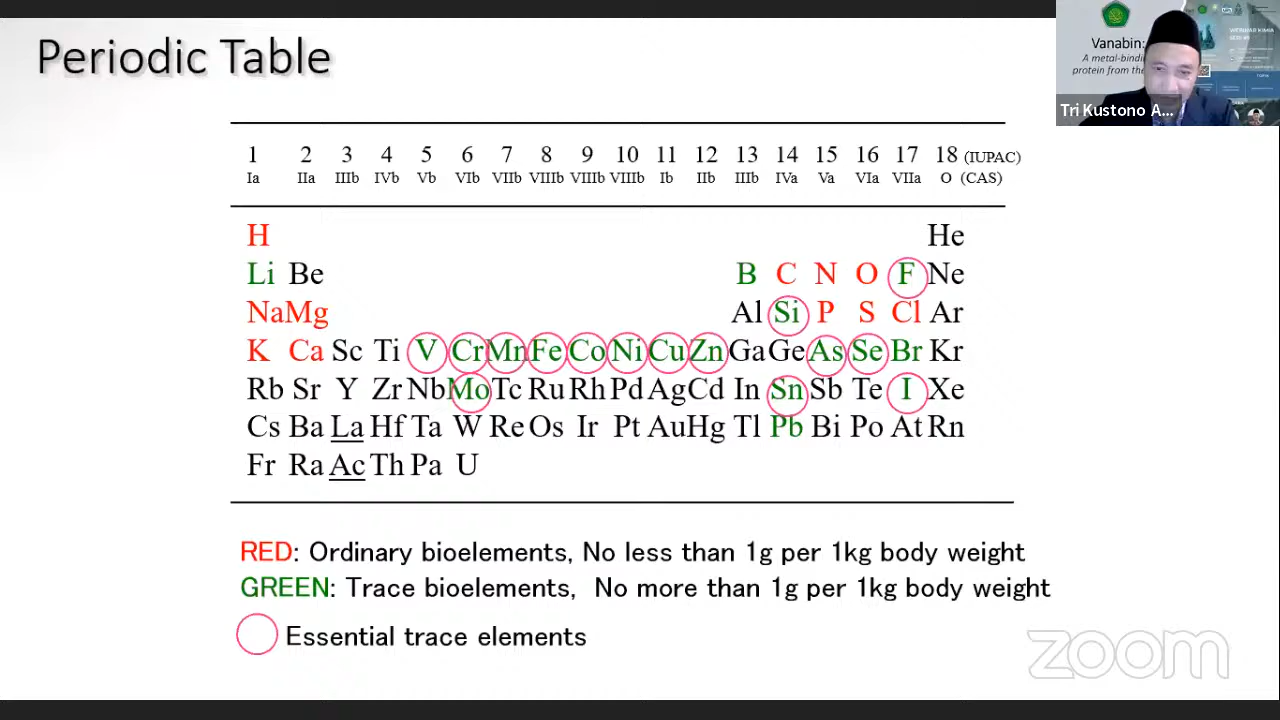 Periodic Table
Vanabin:
A metal-bindi
protein from the
Tri Kustono A...
1 2 3 4 5 6 7 8 9 10 11 12 13 14 15 16 17 18 (IUPAC)
Ia IIa IIIb IVb Vb VIb VIIb VIIIb VIIIb VIIIb Ib IIb IIIb IVa Va VIa VIIa O (CAS)
H He
Li Be B C N O F Ne
Na Mg Al Si P S Cl Ar
K Ca Sc Ti V Cr Mn Fe Co Ni Cu Zn Ga Ge As Se Br Kr
Rb Sr Y Zr Nb Mo Tc Ru Rh Pd Ag Cd In Sn Sb Te I Xe
Cs Ba La Hf Ta W Re Os Ir Pt Au Hg Tl Pb Bi Po At Rn
Fr Ra Ac Th Pa U
RED: Ordinary bioelements, No less than 1g per 1kg body weight
GREEN: Trace bioelements, No more than 1g per 1kg body weight
Essential trace elements
zoom